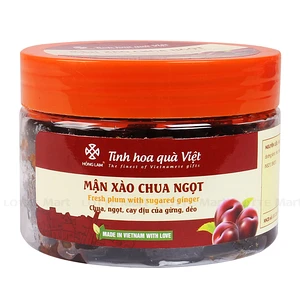 HỒNG LAM
Tinh hoa quà Việt
The finest of Vietnamese gifts
MẬN XÀO CHUA NGỌT
Fresh plum with sugared ginger
Chua, ngọt, cay dịu của gừng, dẻo
MADE IN VIETNAM WITH LOVE